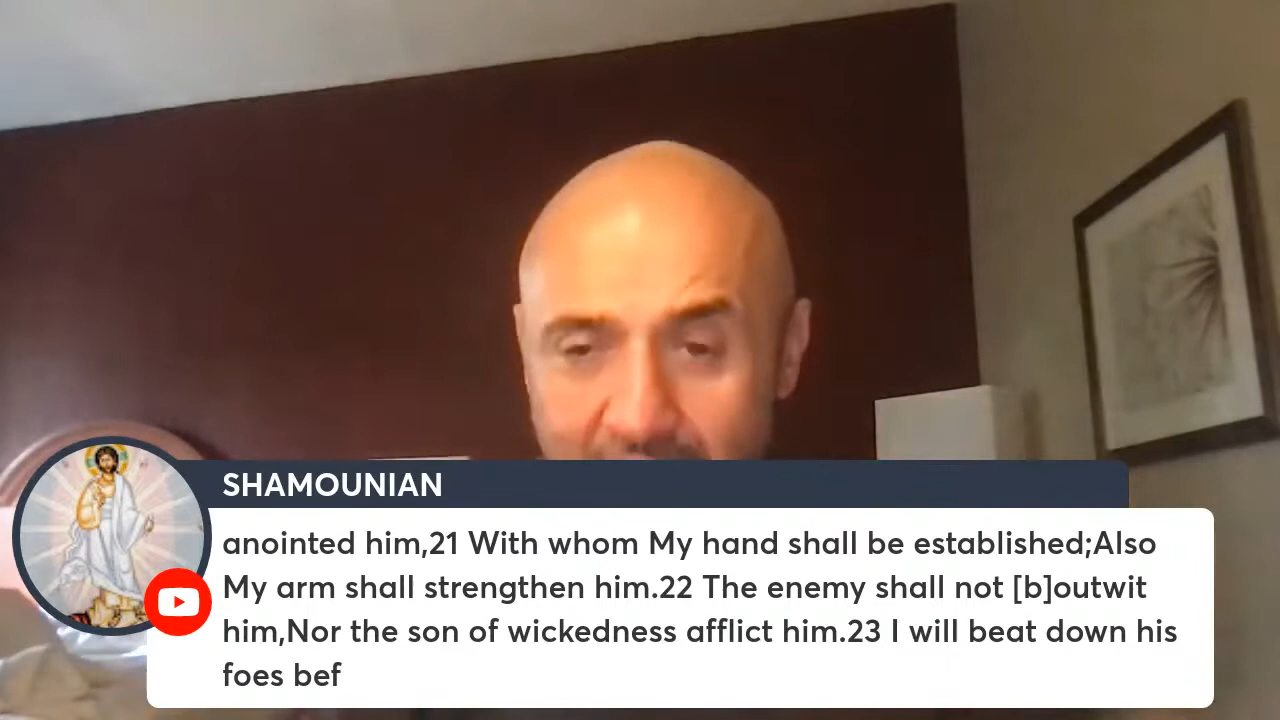 SHAMOUNIAN
anointed him,21 With whom My hand shall be established;Also
My arm shall strengthen him.22 The enemy shall not [b]outwit
him,Nor the son of wickedness afflict him.23 I will beat down his
foes bef